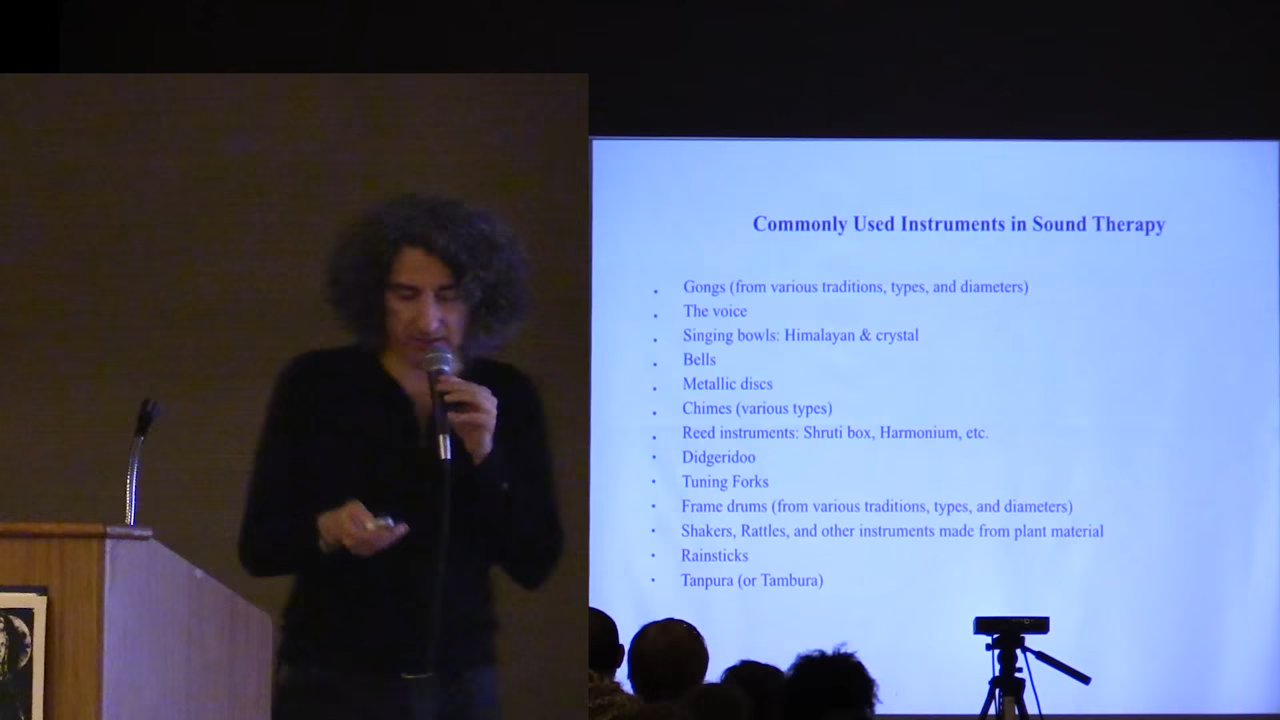 Commonly Used Instruments in Sound Therapy
. Gongs (from various traditions, types, and diameters)
. The voice
. Singing bowls: Himalayan & crystal
. Bells
. Metallic discs
. Chimes (various types)
. Reed instruments: Shruti box, Harmonium, etc.
· Didgeridoo
· Tuning Forks
· Frame drums (from various traditions, types, and diameters)
· Shakers, Rattles, and other instruments made from plant material
· Rainsticks
· Tanpura (or Tambura)